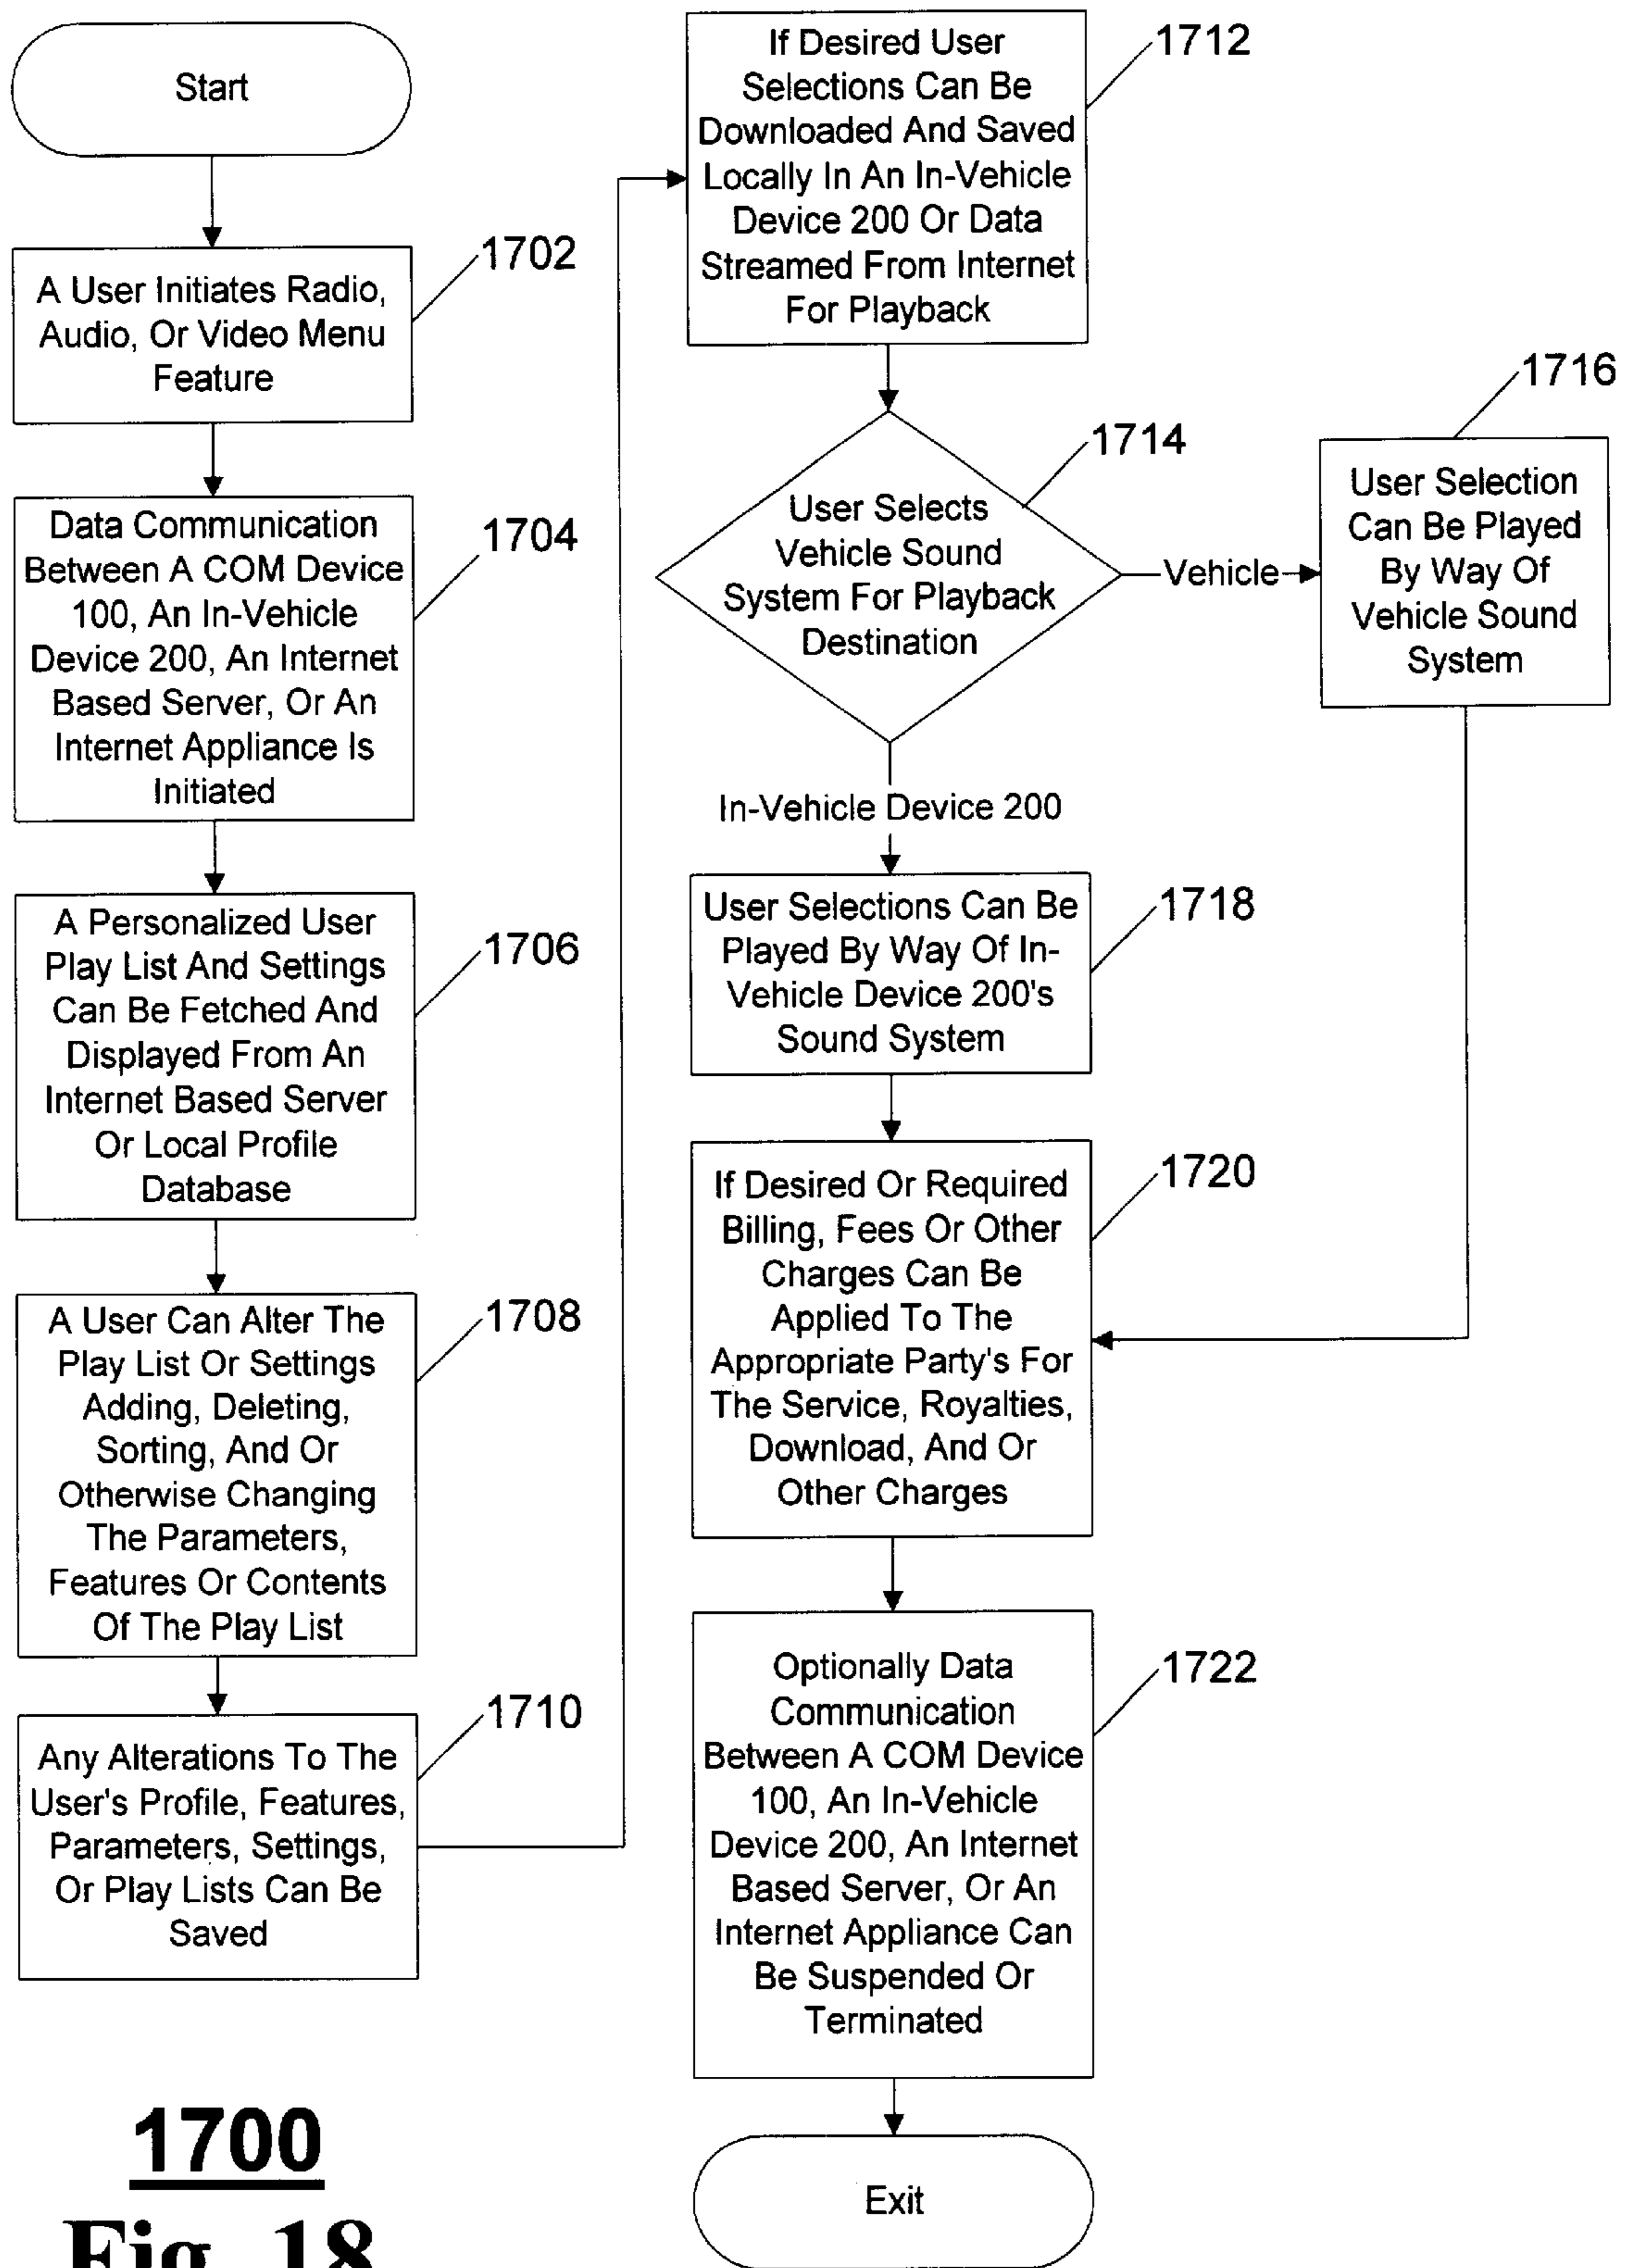 Start
1702
A User Initiates Radio,
Audio, Or Video Menu
Feature
1704
Data Communication
Between A COM Device
100, An In-Vehicle
Device 200, An Internet
Based Server, Or An
Internet Appliance Is
Initiated
1706
A Personalized User
Play List And Settings
Can Be Fetched And
Displayed From An
Internet Based Server
Or Local Profile
Database
1708
A User Can Alter The
Play List Or Settings
Adding, Deleting,
Sorting, And Or
Otherwise Changing
The Parameters,
Features Or Contents
Of The Play List
1710
Any Alterations To The
User's Profile, Features,
Parameters, Settings,
Or Play Lists Can Be
Saved
1712
If Desired User
Selections Can Be
Downloaded And Saved
Locally In An In-Vehicle
Device 200 Or Data
Streamed From Internet
For Playback
1714
User Selects
Vehicle Sound
System For Playback
Destination
Vehicle
1716
User Selection
Can Be Played
By Way Of
Vehicle Sound
System
In-Vehicle Device 200
1718
User Selections Can Be
Played By Way Of In-
Vehicle Device 200's
Sound System
1720
If Desired Or Required
Billing, Fees Or Other
Charges Can Be
Applied To The
Appropriate Party's For
The Service, Royalties,
Download, And Or
Other Charges
1722
Optionally Data
Communication
Between A COM Device
100, An In-Vehicle
Device 200, An Internet
Based Server, Or An
Internet Appliance Can
Be Suspended Or
Terminated
Exit
1700
Fig. 18